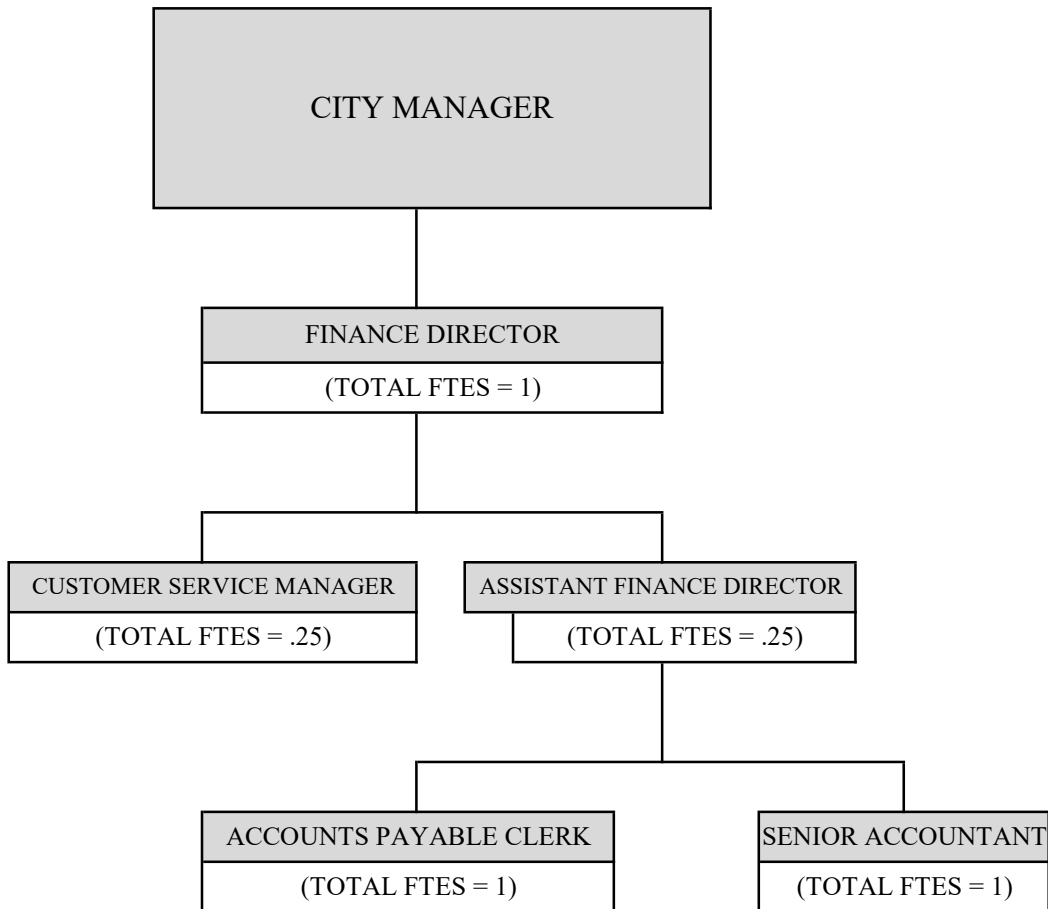 CITY MANAGER
FINANCE DIRECTOR
(TOTAL FTES = 1)
CUSTOMER SERVICE MANAGER
(TOTAL FTES = .25)
ASSISTANT FINANCE DIRECTOR
(TOTAL FTES = .25)
ACCOUNTS PAYABLE CLERK
(TOTAL FTES = 1)
SENIOR ACCOUNTANT
(TOTAL FTES = 1)